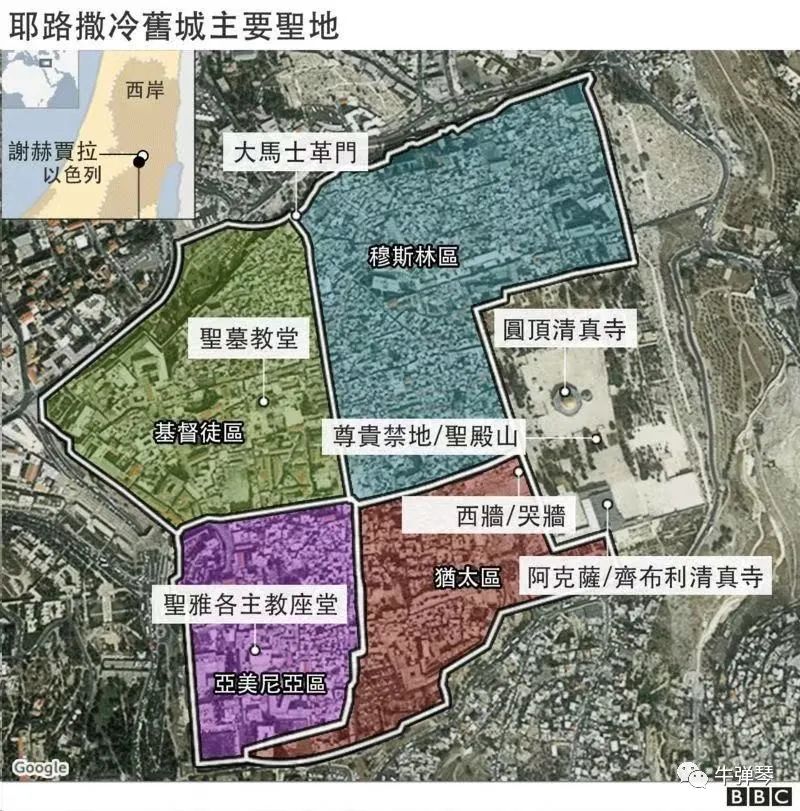 耶路撒冷舊城主要聖地
西岸
謝赫賈拉
以色列
大馬士革門
穆斯林區
聖墓教堂
圓頂清真寺
基督徒區
尊貴禁地/聖殿山
西牆/哭牆
猶太區
阿克薩/齊布利清真寺
聖雅各主教座堂
亞美尼亞區
Google
牛弹琴
BBC